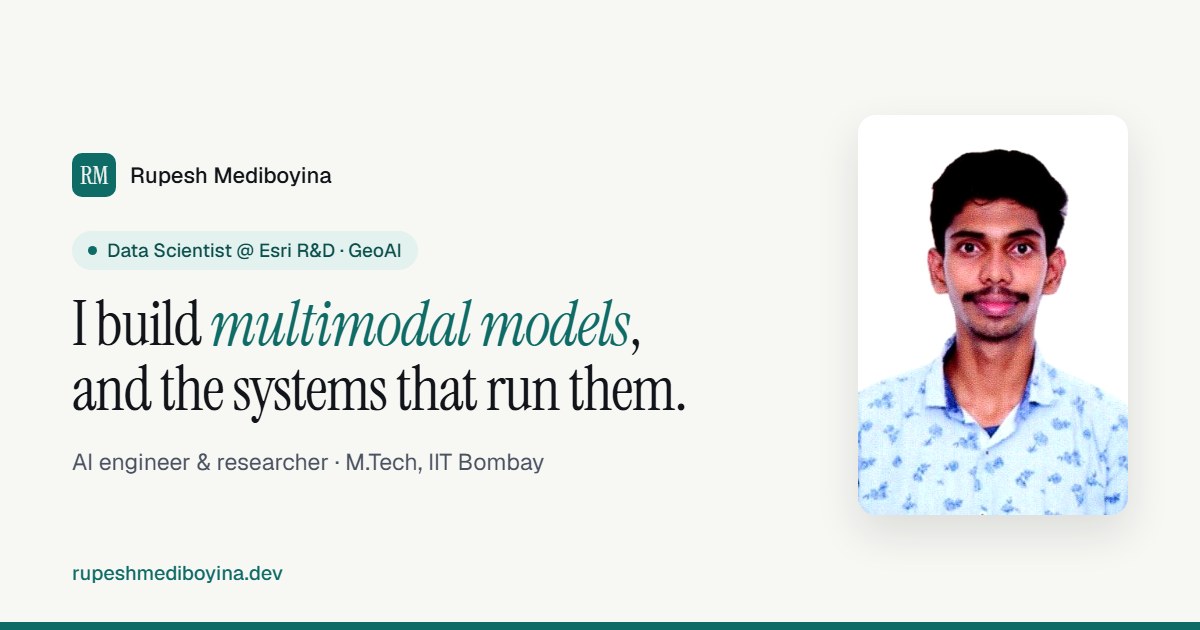 RM
Rupesh Mediboyina
Data Scientist @ Esri R&D · GeoAI
I build multimodal models,
and the systems that run them.
AI engineer & researcher · M.Tech, IIT Bombay
rupeshmediboyina.dev